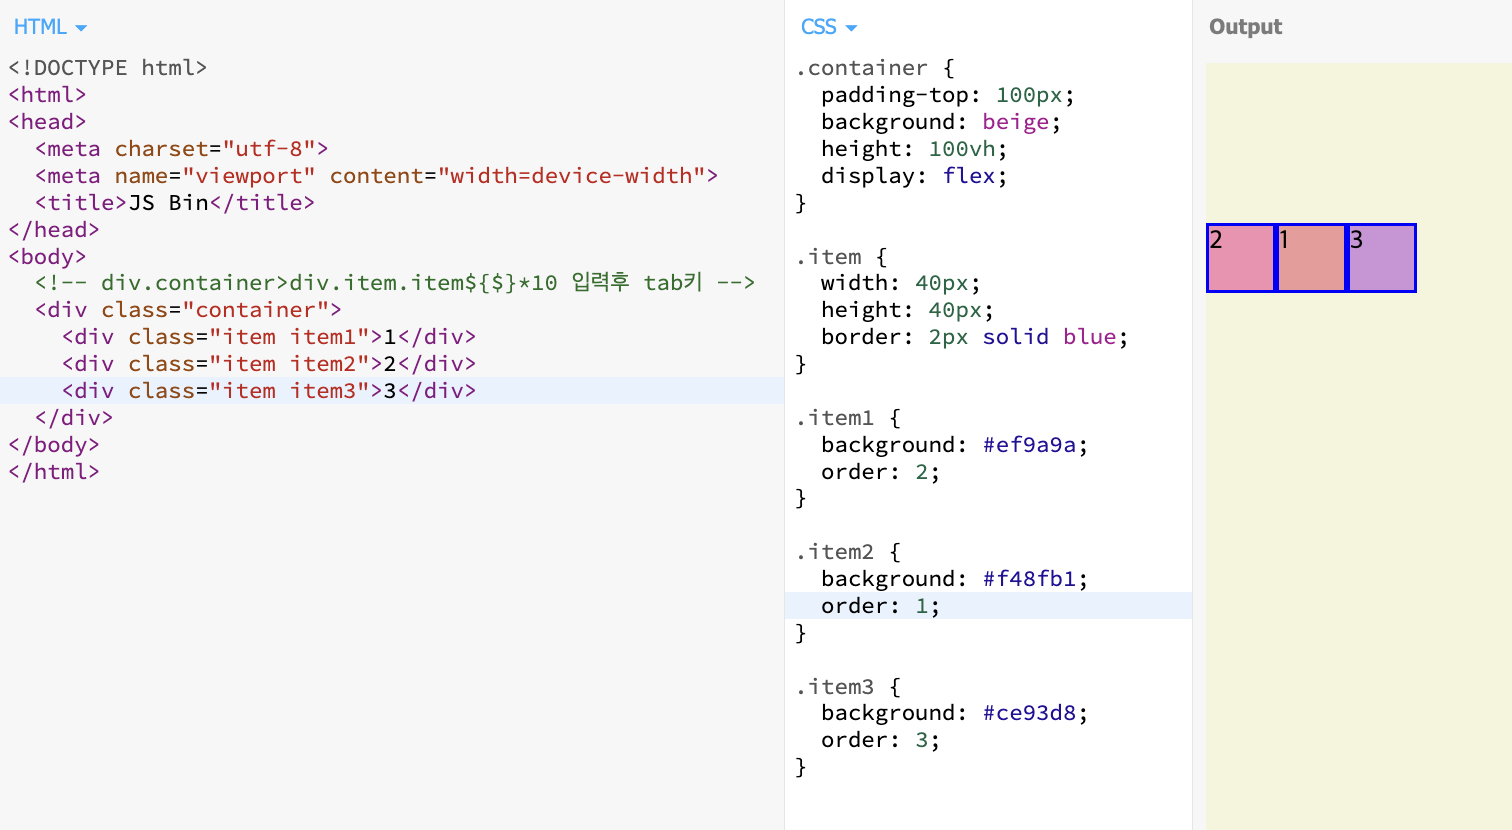 HTML
<!DOCTYPE html>
<html>
<head>
  <meta charset="utf-8">
  <meta name="viewport" content="width=device-width">
  <title>JS Bin</title>
</head>
<body>
  <!-- div.container>div.item.item${$}*10 입력후 tab키 -->
  <div class="container">
    <div class="item item1">1</div>
    <div class="item item2">2</div>
    <div class="item item3">3</div>
  </div>
</body>
</html>
CSS
.container {
  padding-top: 100px;
  background: beige;
  height: 100vh;
  display: flex;
}
.item {
  width: 40px;
  height: 40px;
  border: 2px solid blue;
}
.item1 {
  background: #ef9a9a;
  order: 2;
}
.item2 {
  background: #f48fb1;
  order: 1;
}
.item3 {
  background: #ce93d8;
  order: 3;
}
Output
2 1 3